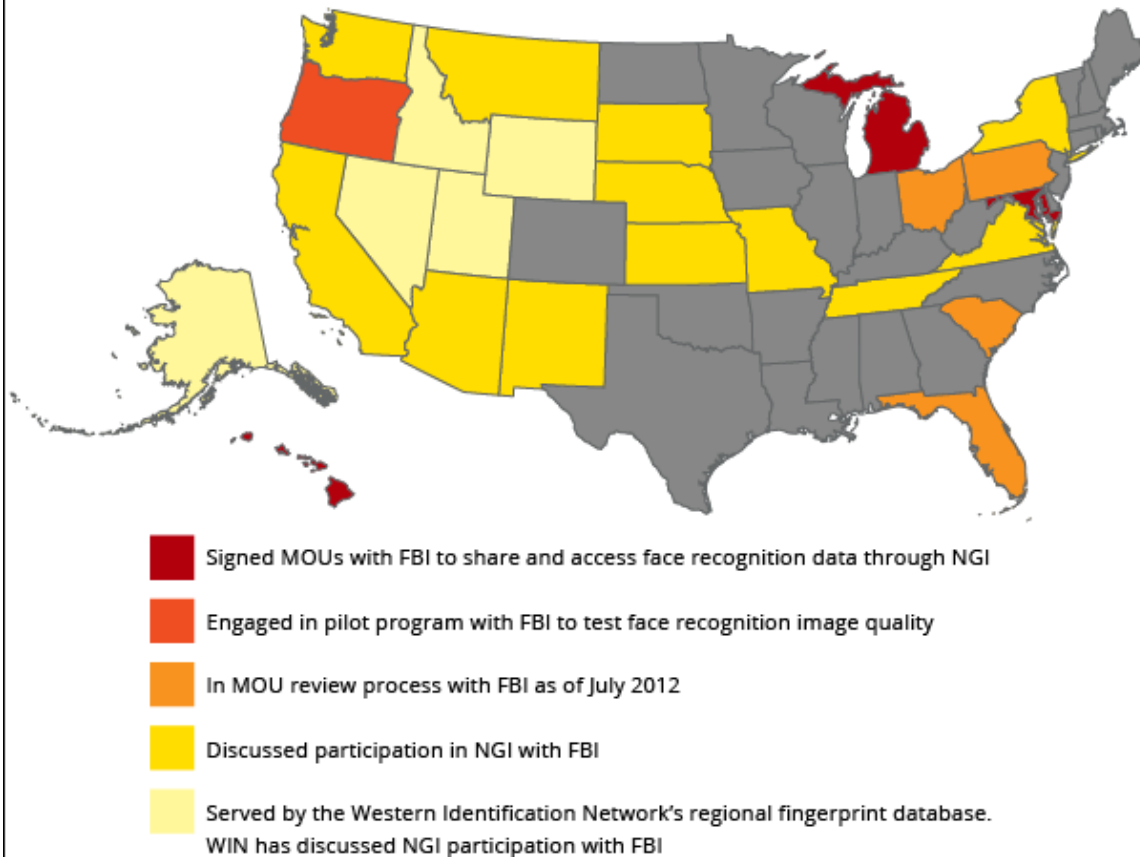 Signed MOUs with FBI to share and access face recognition data through NGI
Engaged in pilot program with FBI to test face recognition image quality
In MOU review process with FBI as of July 2012
Discussed participation in NGI with FBI
Served by the Western Identification Network's regional fingerprint database.
WIN has discussed NGI participation with FBI